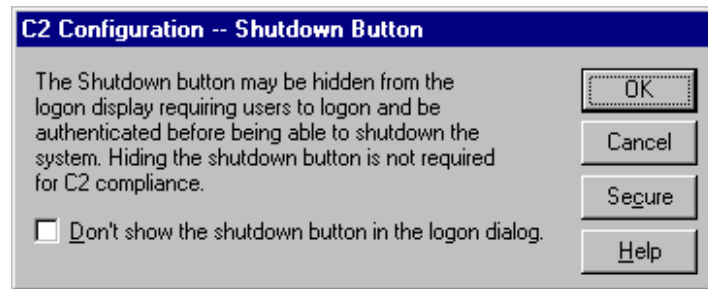 C2 Configuration -- Shutdown Button
The Shutdown button may be hidden from the
logon display requiring users to logon and be
authenticated before being able to shutdown the
system. Hiding the shutdown button is not required
for C2 compliance.
Don't show the shutdown button in the logon dialog.
OK
Cancel
Secure
Help